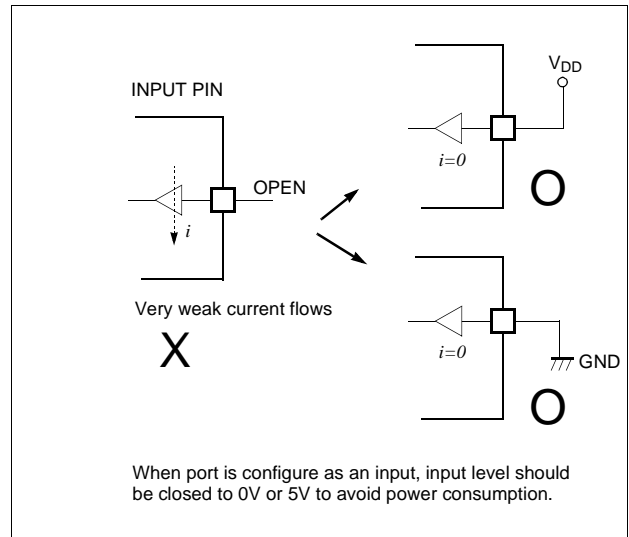 INPUT PIN
OPEN
i
Very weak current flows
X
VDD
i=0
O
i=0
GND
O
When port is configure as an input, input level should
be closed to 0V or 5V to avoid power consumption.